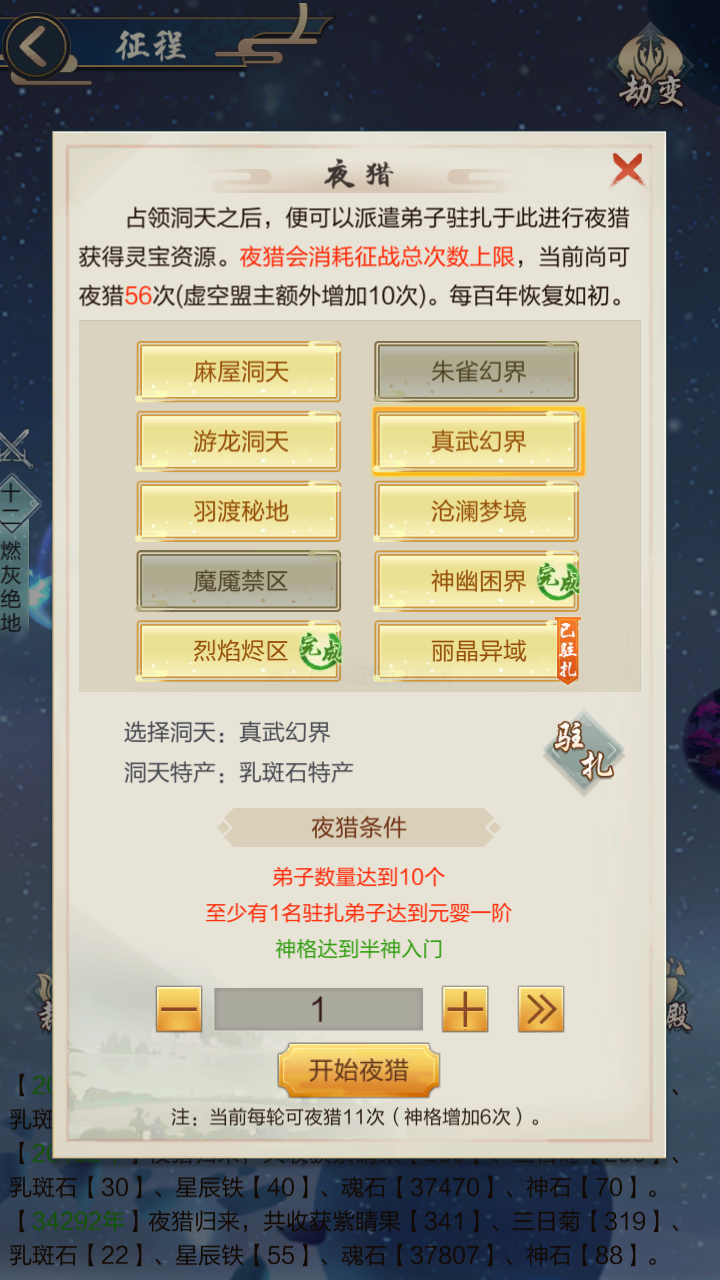 征程
劫变
夜猎
占领洞天之后，便可以派遣弟子驻扎于此进行夜猎
获得灵宝资源。夜猎会消耗征战总次数上限，当前尚可
夜猎56次(虚空盟主额外增加10次)。每百年恢复如初。
麻屋洞天
朱雀幻界
游龙洞天
真武幻界
羽渡秘地
沧澜梦境
魔魇禁区
神幽困界 完成
烈焰烬区 完成
丽晶异域 已驻扎
十二
燃灰绝地
选择洞天：真武幻界
洞天特产：乳斑石特产
驻扎
夜猎条件
弟子数量达到10个
至少有1名驻扎弟子达到元婴一阶
神格达到半神入门
1
开始夜猎
注：当前每轮可夜猎11次（神格增加6次）。
殿
【20
、
乳斑
【20
、
乳斑石【30】、星辰铁【40】、魂石【37470】、神石【70】。
【34292年】夜猎归来，共收获紫睛果【341】、三日菊【319】、
乳斑石【22】、星辰铁【55】、魂石【37807】、神石【88】。